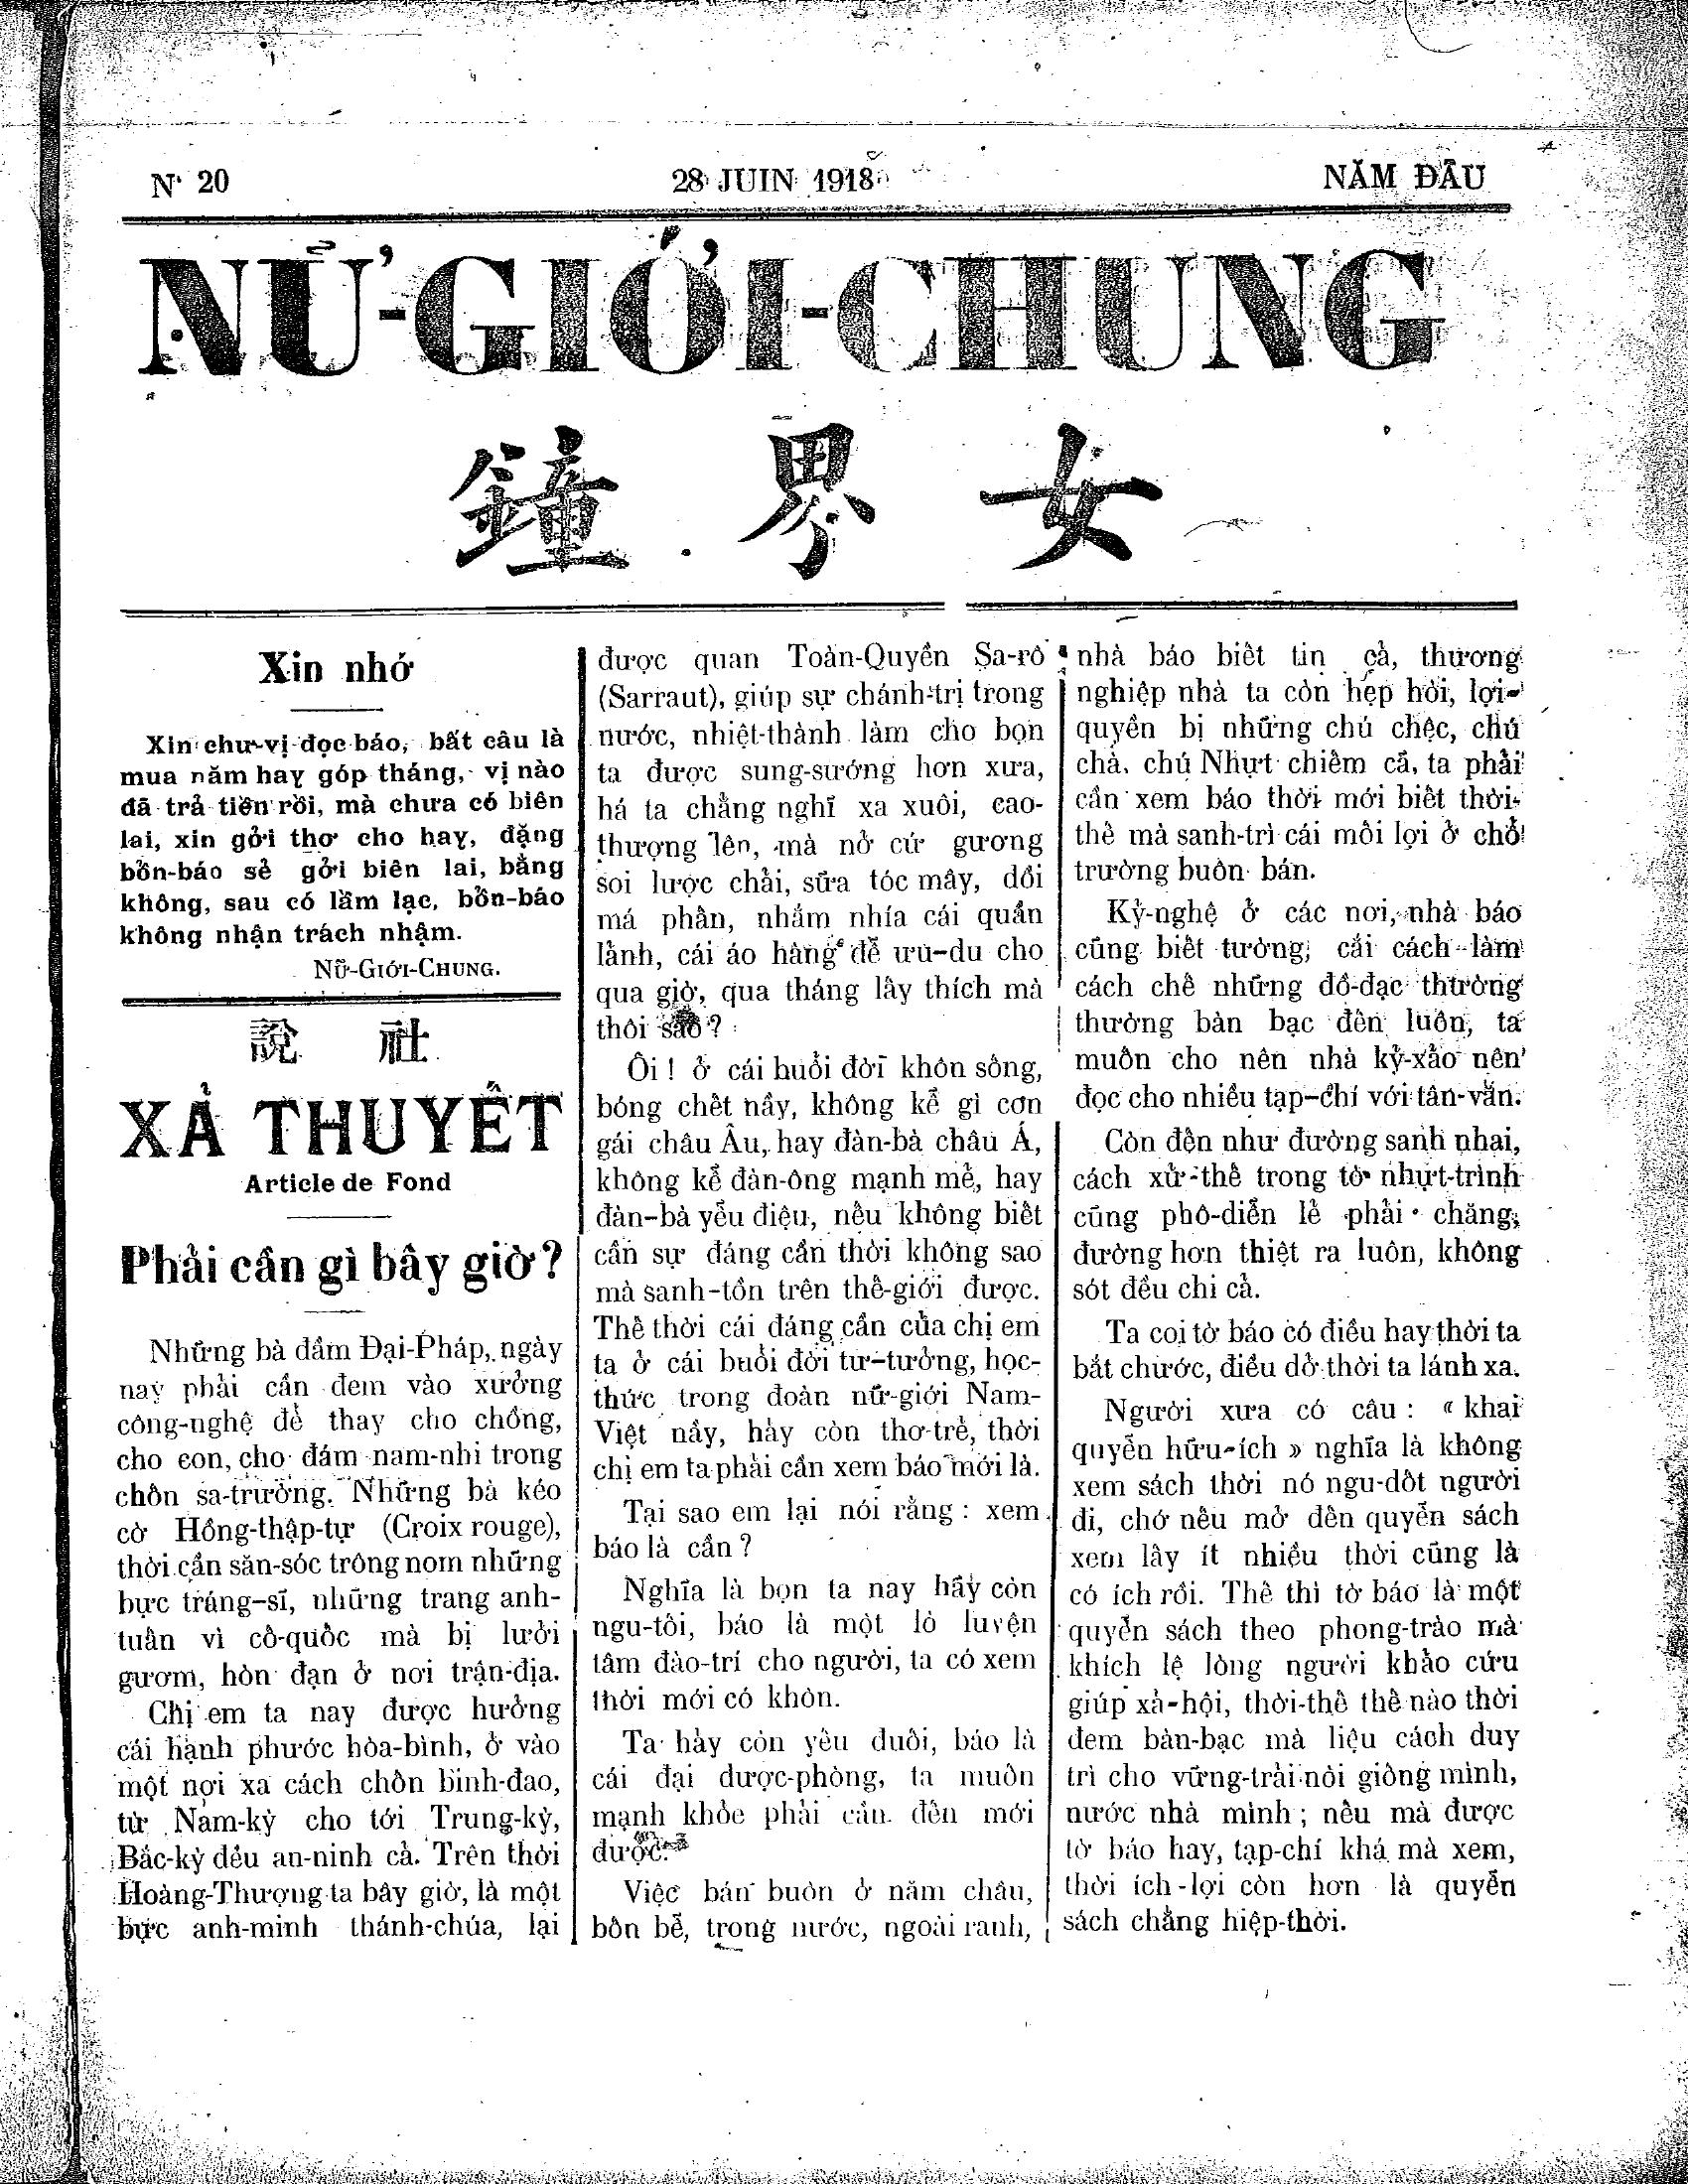 N° 20
28 JUIN 1918
NĂM ĐẦU
NỮ-GIỚI-CHUNG
鐘 界 女
Xin nhớ
Xin chư-vị đọc báo, bất câu là
mua năm hay góp tháng, vị nào
đã trả tiền rồi, mà chưa có biên
lai, xin gởi thơ cho hay, đặng
bổn-báo sẻ gởi biên lai, bằng
không, sau có lầm lạc, bổn-báo
không nhận trách nhậm.
NỮ-GIỚI-CHUNG.
說 社
XẢ THUYẾT
Article de Fond
Phải cần gì bây giờ?
Những bà đầm Đại-Pháp, ngày
nay phải cần đem vào xưởng
công-nghệ để thay cho chồng,
cho con, cho đám nam-nhi trong
chốn sa-trường. Những bà kéo
cờ Hồng-thập-tự (Croix rouge),
thời cần săn-sóc trông nom những
bực tráng-sĩ, những trang anh-
tuấn vì cố-quốc mà bị lưởi
gươm, hòn đạn ở nơi trận-địa.
Chị em ta nay được hưởng
cái hạnh phước hòa-bình, ở vào
một nơi xa cách chốn binh-đao,
từ Nam-kỳ cho tới Trung-kỳ,
Bắc-kỳ đều an-ninh cả. Trên thời
Hoàng-Thượng ta bây giờ, là một
bực anh-minh thánh-chúa, lại
được quan Toàn-Quyền Sa-rô
(Sarraut), giúp sự chánh-trị trong
nước, nhiệt-thành làm cho bọn
ta được sung-sướng hơn xưa,
há ta chẳng nghĩ xa xuôi, cao-
thượng lên, mà nở cứ gương
soi lược chải, sữa tóc mây, dồi
má phấn, nhắm nhía cái quần
lảnh, cái áo hàng để ưu-du cho
qua giờ, qua tháng lấy thích mà
thôi sao?
Ôi! ở cái buổi đời khôn sống,
bóng chết nầy, không kể gì con
gái châu Âu, hay đàn-bà châu Á,
không kể đàn-ông mạnh mẻ, hay
đàn-bà yểu điệu, nếu không biết
cần sự đáng cần thời không sao
mà sanh-tồn trên thế-giới được.
Thế thời cái đáng cần của chị em
ta ở cái buổi đời tư-tưởng, học-
thức trong đoàn nữ-giới Nam-
Việt nầy, hảy còn thơ-trẻ, thời
chị em ta phải cần xem báo mới là.
Tại sao em lại nói rằng: xem
báo là cần?
Nghĩa là bọn ta nay hãy còn
ngu-tối, báo là một lò luyện
tâm đào-trí cho người, ta có xem
thời mới có khôn.
Ta hảy còn yếu đuối, báo là
cái đại dược-phòng, ta muốn
mạnh khỏe phải cần đến mới
được.
Việc bán buôn ở năm châu,
bốn bể, trong nước, ngoài ranh,
nhà báo biết tin cả, thương
nghiệp nhà ta còn hẹp hòi, lợi-
quyền bị những chú chệc, chú
chà, chú Nhựt chiếm cả, ta phải
cần xem báo thời mới biết thời-
thế mà sanh-trì cái mối lợi ở chổ
trường buôn bán.
Kỷ-nghệ ở các nơi, nhà báo
cũng biết tường; cải cách làm
cách chế những đồ-đạc thường
thường bàn bạc đến luôn, ta
muốn cho nên nhà kỷ-xảo nên
đọc cho nhiều tạp-chí với tân-văn.
Còn đến như đường sanh nhai,
cách xử-thế trong tờ nhựt-trình
cũng phô-diễn lẻ phải chăng,
đường hơn thiệt ra luôn, không
sót đều chi cả.
Ta coi tờ báo có điều hay thời ta
bắt chước, điều dở thời ta lánh xa.
Người xưa có câu: « khai
quyển hữu-ích » nghĩa là không
xem sách thời nó ngu-dốt người
đi, chớ nếu mở đến quyển sách
xem lấy ít nhiều thời cũng là
có ích rồi. Thế thì tờ báo là một
quyển sách theo phong-trào mà
khích lệ lòng người khảo cứu
giúp xả-hội, thời-thế thế nào thời
đem bàn-bạc mà liệu cách duy
trì cho vững-trải nòi giống mình,
nước nhà mình; nếu mà được
tờ báo hay, tạp-chí khá mà xem,
thời ích-lợi còn hơn là quyển
sách chẳng hiệp-thời.